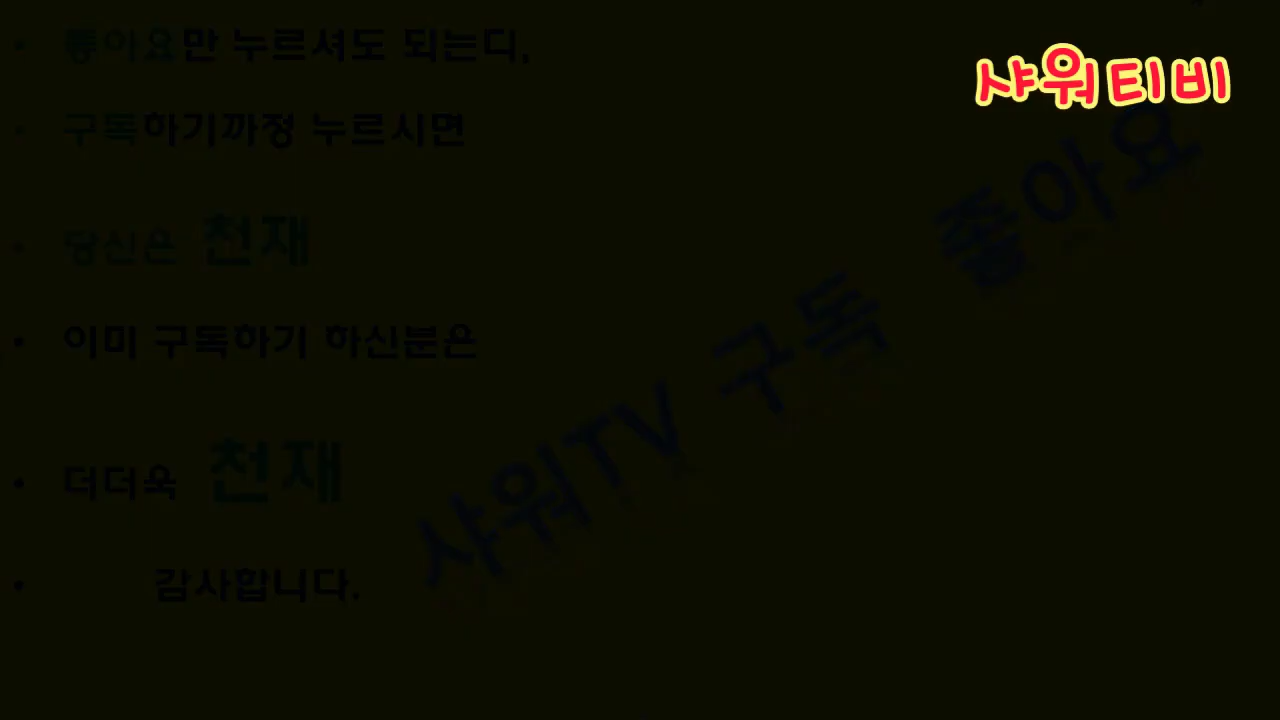 좋아요만 누르셔도 되는디,
샤워티비
구독하기까정 누르시면
당신은 천재
이미 구독하기 하신분은
더더욱 천재
감사합니다.
샤워TV 구독 좋아요